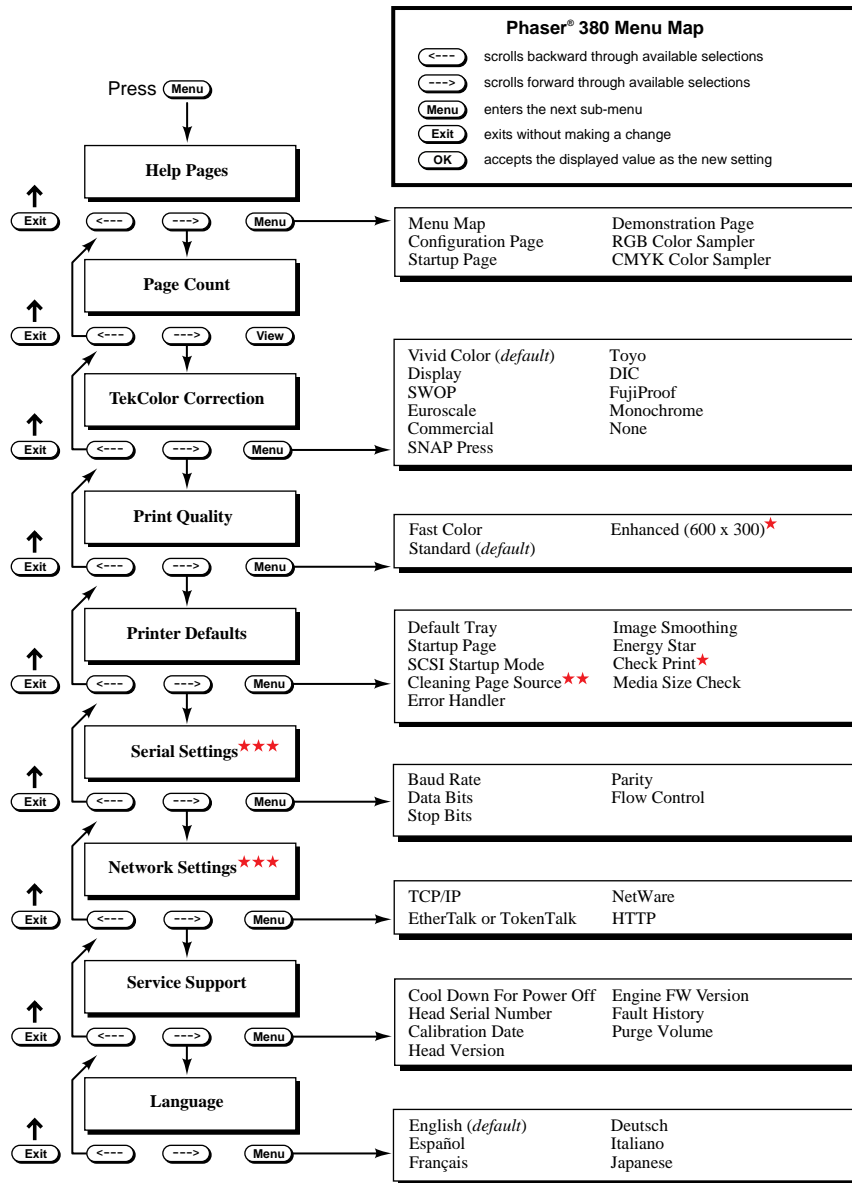 Phaser® 380 Menu Map
<--- scrolls backward through available selections
---> scrolls forward through available selections
Menu enters the next sub-menu
Exit exits without making a change
OK accepts the displayed value as the new setting
Press Menu
Help Pages
Exit <--- ---> Menu
Menu Map Demonstration Page
Configuration Page RGB Color Sampler
Startup Page CMYK Color Sampler
Page Count
Exit <--- ---> View
TekColor Correction
Exit <--- ---> Menu
Vivid Color (default) Toyo
Display DIC
SWOP FujiProof
Euroscale Monochrome
Commercial None
SNAP Press
Print Quality
Exit <--- ---> Menu
Fast Color Enhanced (600 x 300)★
Standard (default)
Printer Defaults
Exit <--- ---> Menu
Default Tray Image Smoothing
Startup Page Energy Star
SCSI Startup Mode Check Print★
Cleaning Page Source★★ Media Size Check
Error Handler
Serial Settings★★★
Exit <--- ---> Menu
Baud Rate Parity
Data Bits Flow Control
Stop Bits
Network Settings★★★
Exit <--- ---> Menu
TCP/IP NetWare
EtherTalk or TokenTalk HTTP
Service Support
Exit <--- ---> Menu
Cool Down For Power Off Engine FW Version
Head Serial Number Fault History
Calibration Date Purge Volume
Head Version
Language
Exit <--- ---> Menu
English (default) Deutsch
Español Italiano
Français Japanese